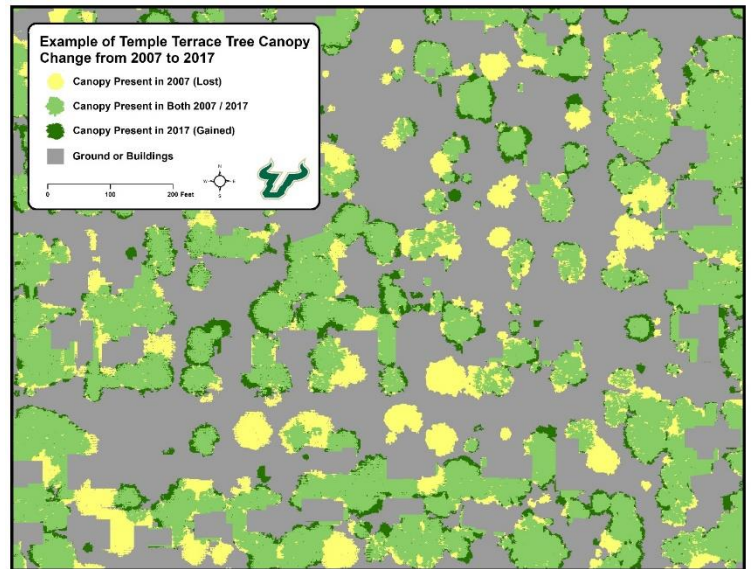 Example of Temple Terrace Tree Canopy
Change from 2007 to 2017
Canopy Present in 2007 (Lost)
Canopy Present in Both 2007 / 2017
Canopy Present in 2017 (Gained)
Ground or Buildings
0 100 200 Feet
N
W E
S